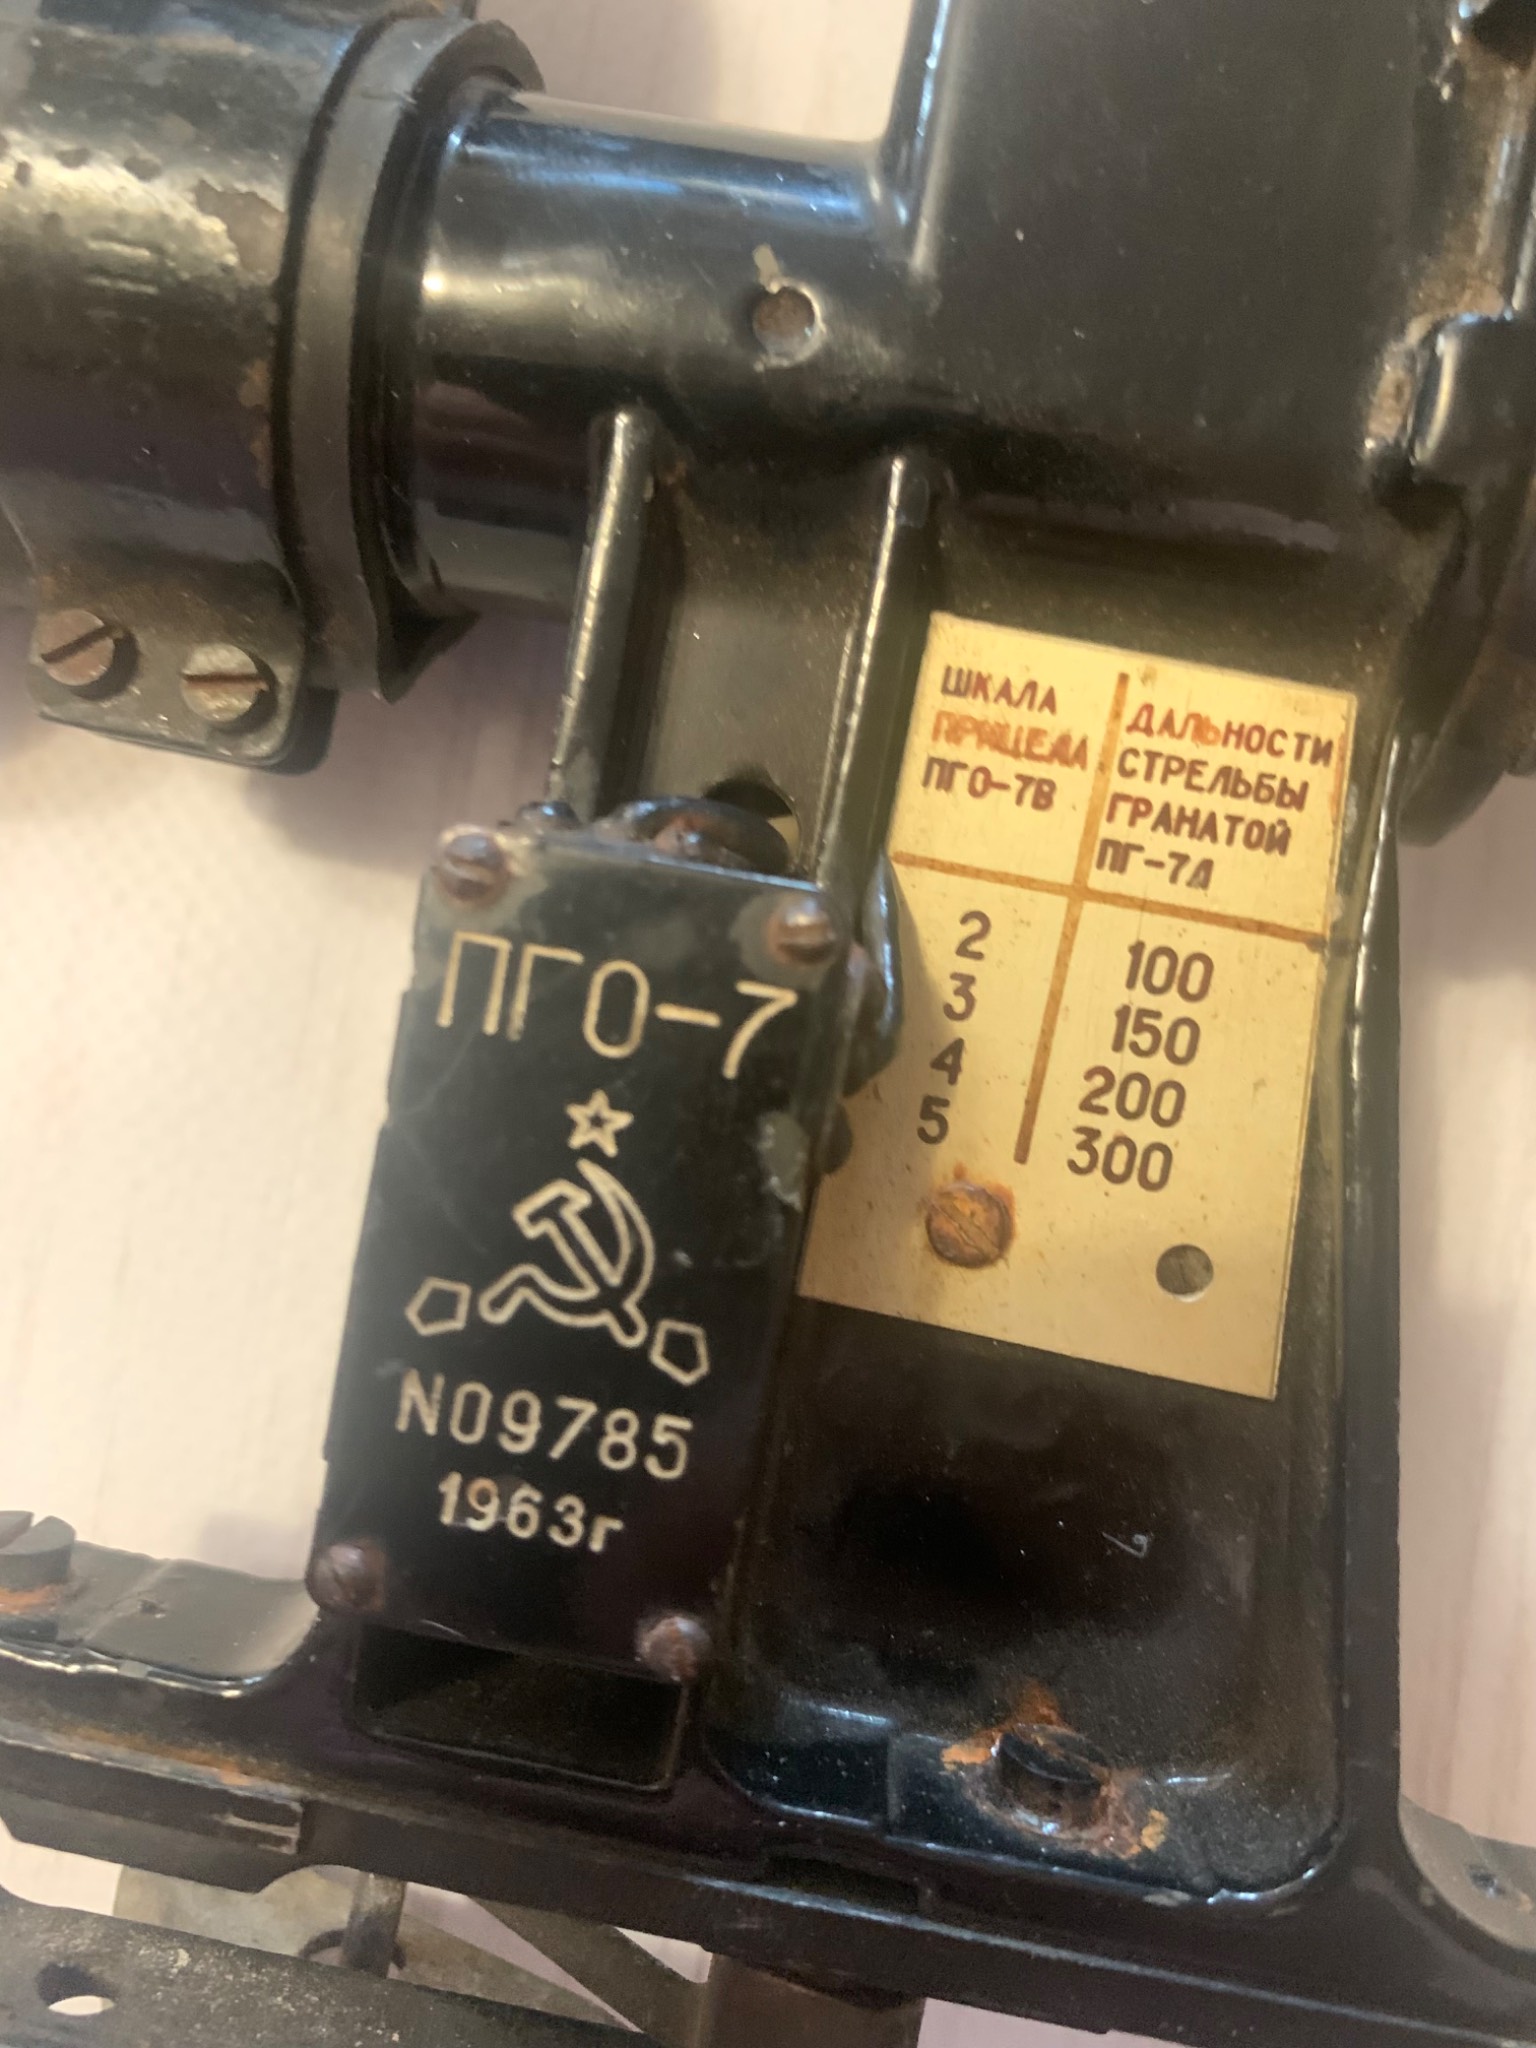 ПГО-7
N09785
1963г
ШКАЛА
ПРИЦЕЛА
ПГО-7В
ДАЛЬНОСТИ
СТРЕЛЬБЫ
ГРАНАТОЙ
ПГ-7Д
2 100
3 150
4 200
5 300